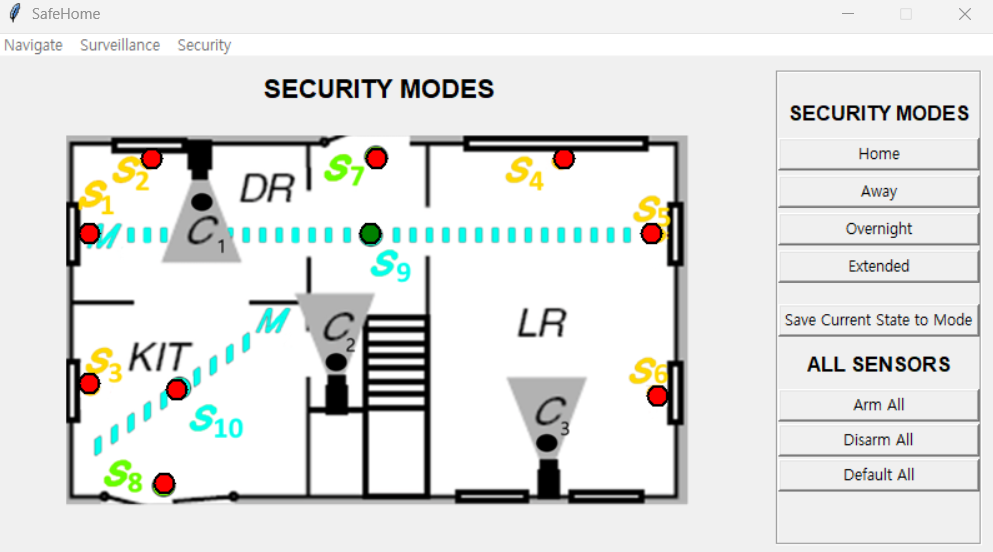 SafeHome
Navigate Surveillance Security
SECURITY MODES
S2
S7
S4
S1
DR
S5
M
C1
S9
M
C2
LR
KIT
S3
S6
S10
C3
S8
SECURITY MODES
Home
Away
Overnight
Extended
Save Current State to Mode
ALL SENSORS
Arm All
Disarm All
Default All